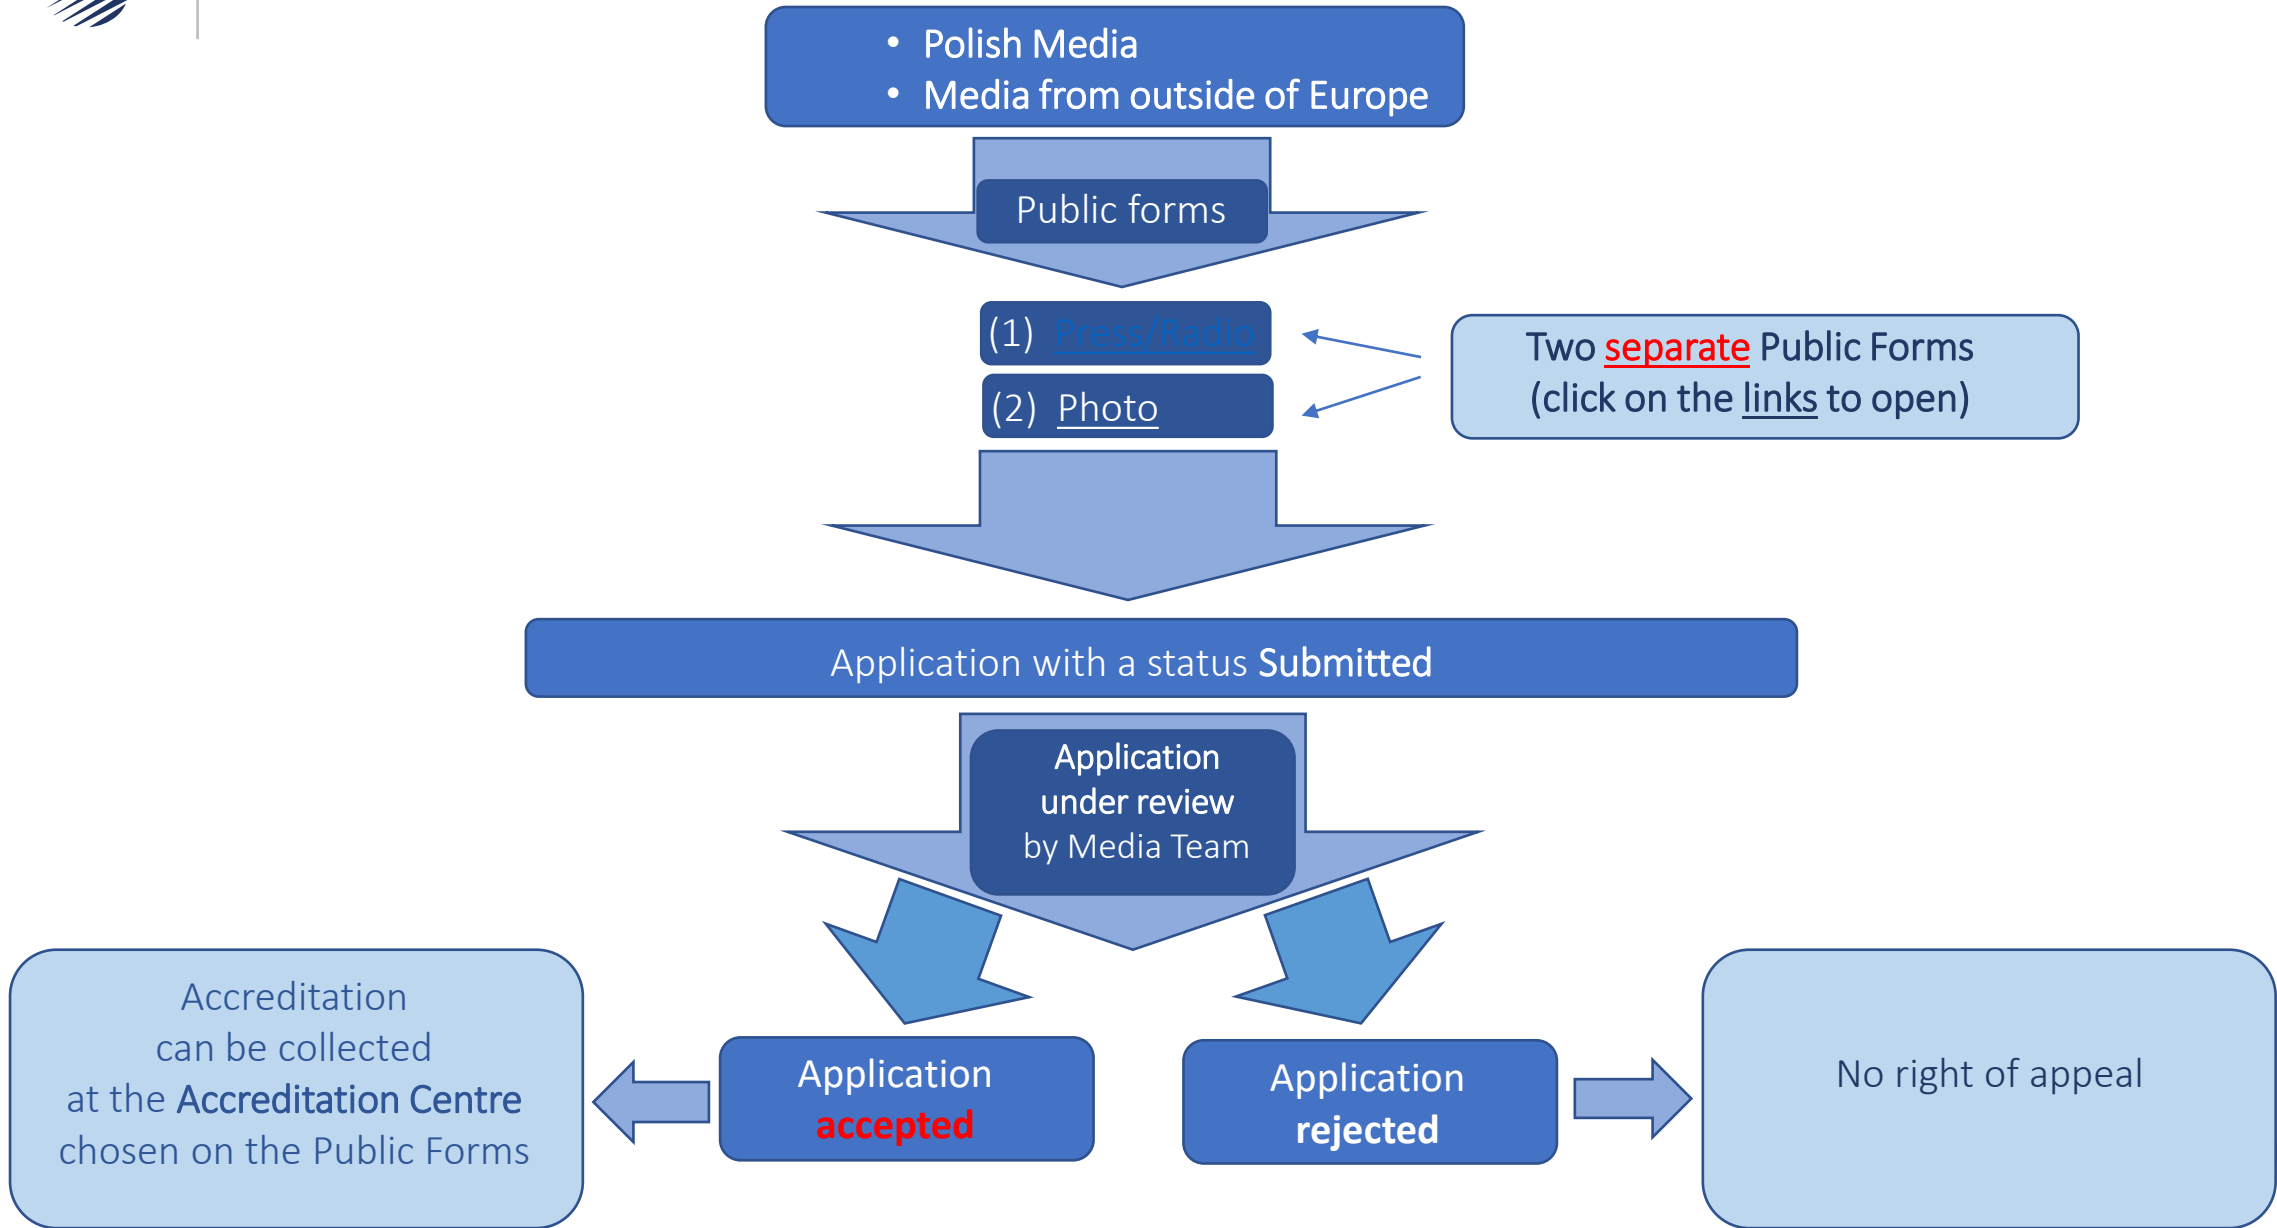 • Polish Media
• Media from outside of Europe
Public forms
(1) Press/Radio
(2) Photo
Two separate Public Forms
(click on the links to open)
Application with a status Submitted
Application
under review
by Media Team
Accreditation
can be collected
at the Accreditation Centre
chosen on the Public Forms
Application
accepted
Application
rejected
No right of appeal